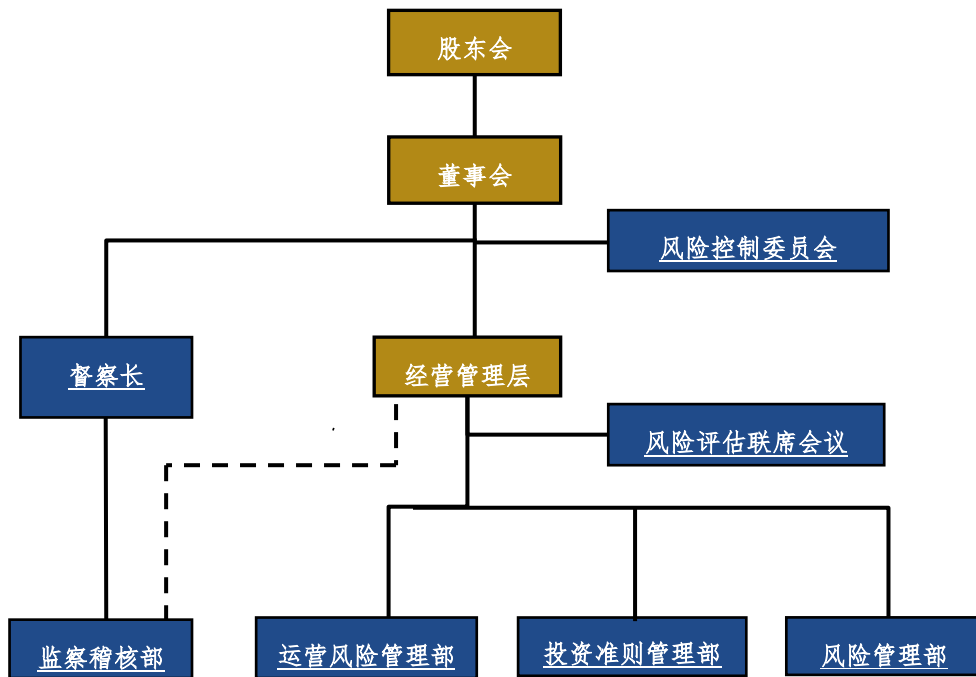 股东会
董事会
风险控制委员会
督察长
经营管理层
风险评估联席会议
监察稽核部
运营风险管理部
投资准则管理部
风险管理部